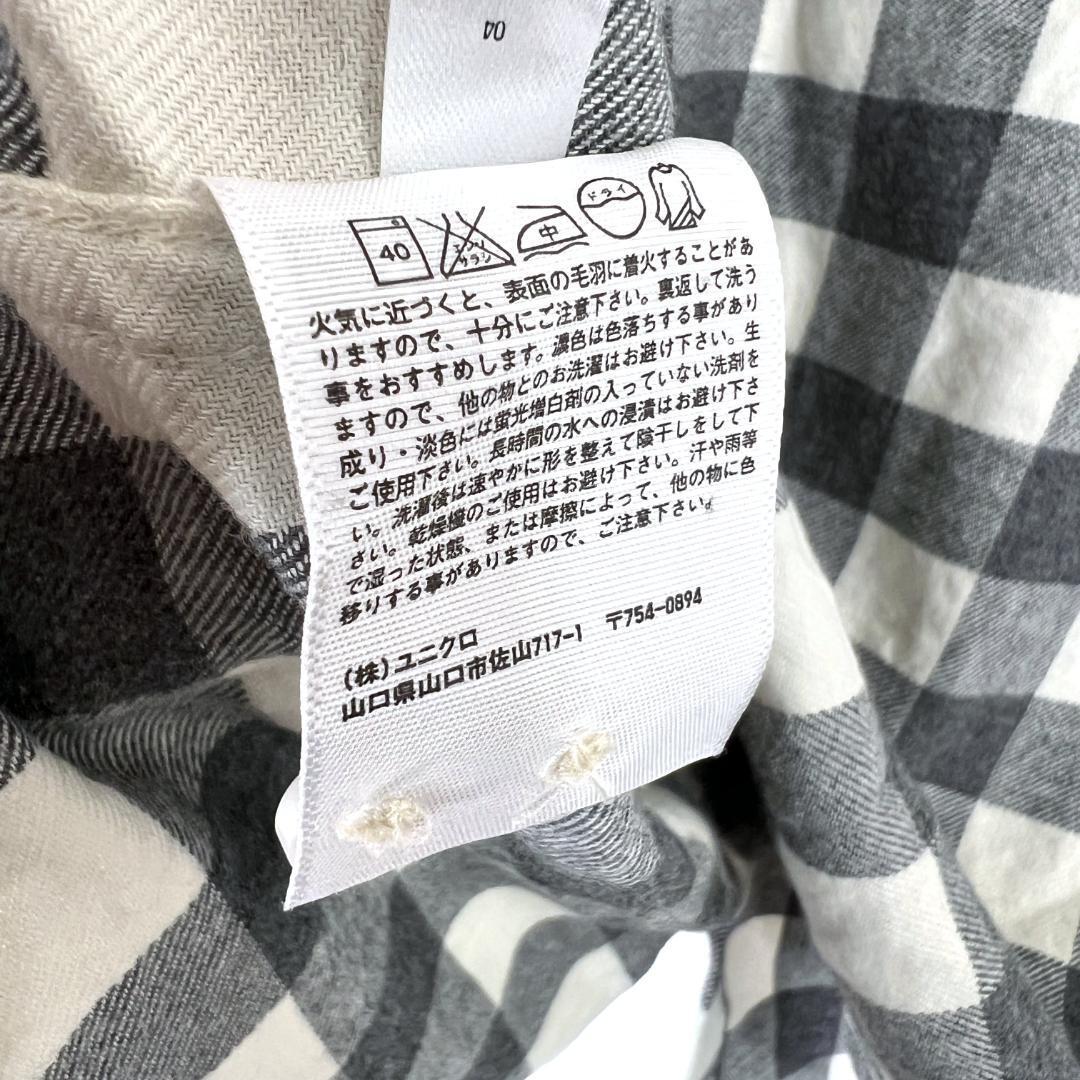 04
40 エンソ サラシ 中 ドライ
火気に近づくと、表面の毛羽に着火することがあ
りますので、十分にご注意下さい。裏返して洗う
事をおすすめします。濃色は色落ちする事があり
ますので、他の物とのお洗濯はお避け下さい。生
成り・淡色には蛍光増白剤の入っていない洗剤を
ご使用下さい。長時間の水への浸漬はお避け下さ
い。洗濯後は速やかに形を整えて陰干しをして下
さい。乾燥機のご使用はお避け下さい。汗や雨等
で湿った状態、または摩擦によって、他の物に色
移りする事がありますので、ご注意下さい。
(株)ユニクロ
山口県山口市佐山717-1 〒754-0894